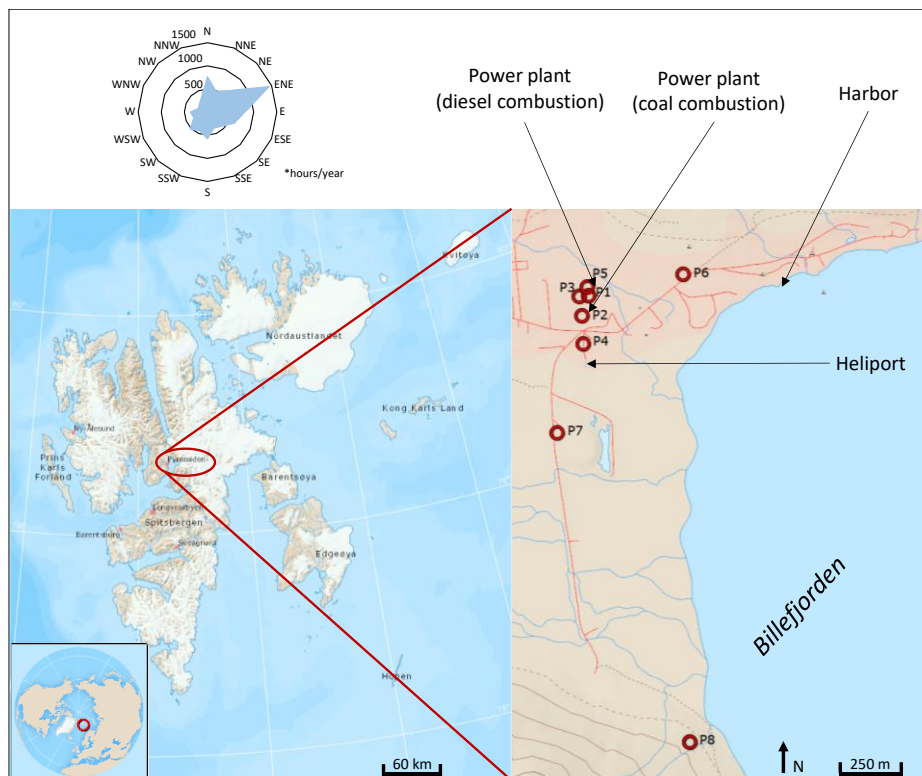 N
NNE
NE
ENE
E
ESE
SE
SSE
S
SSW
SW
WSW
W
WNW
NW
NNW
1500
1000
500
*hours/year
Power plant
(diesel combustion)
Power plant
(coal combustion)
Harbor
Kvitøya
Nordaustlandet
Kong Karls Land
Ny-Ålesund
Prins
Karls
Forland
Pyramiden
Barentsøya
Longyearbyen
Spitsbergen
Barentsburg
Sveagruva
Edgeøya
Hopen
60 km
P5
P3
P1
P2
P4
P6
Heliport
P7
Billefjorden
P8
N
250 m